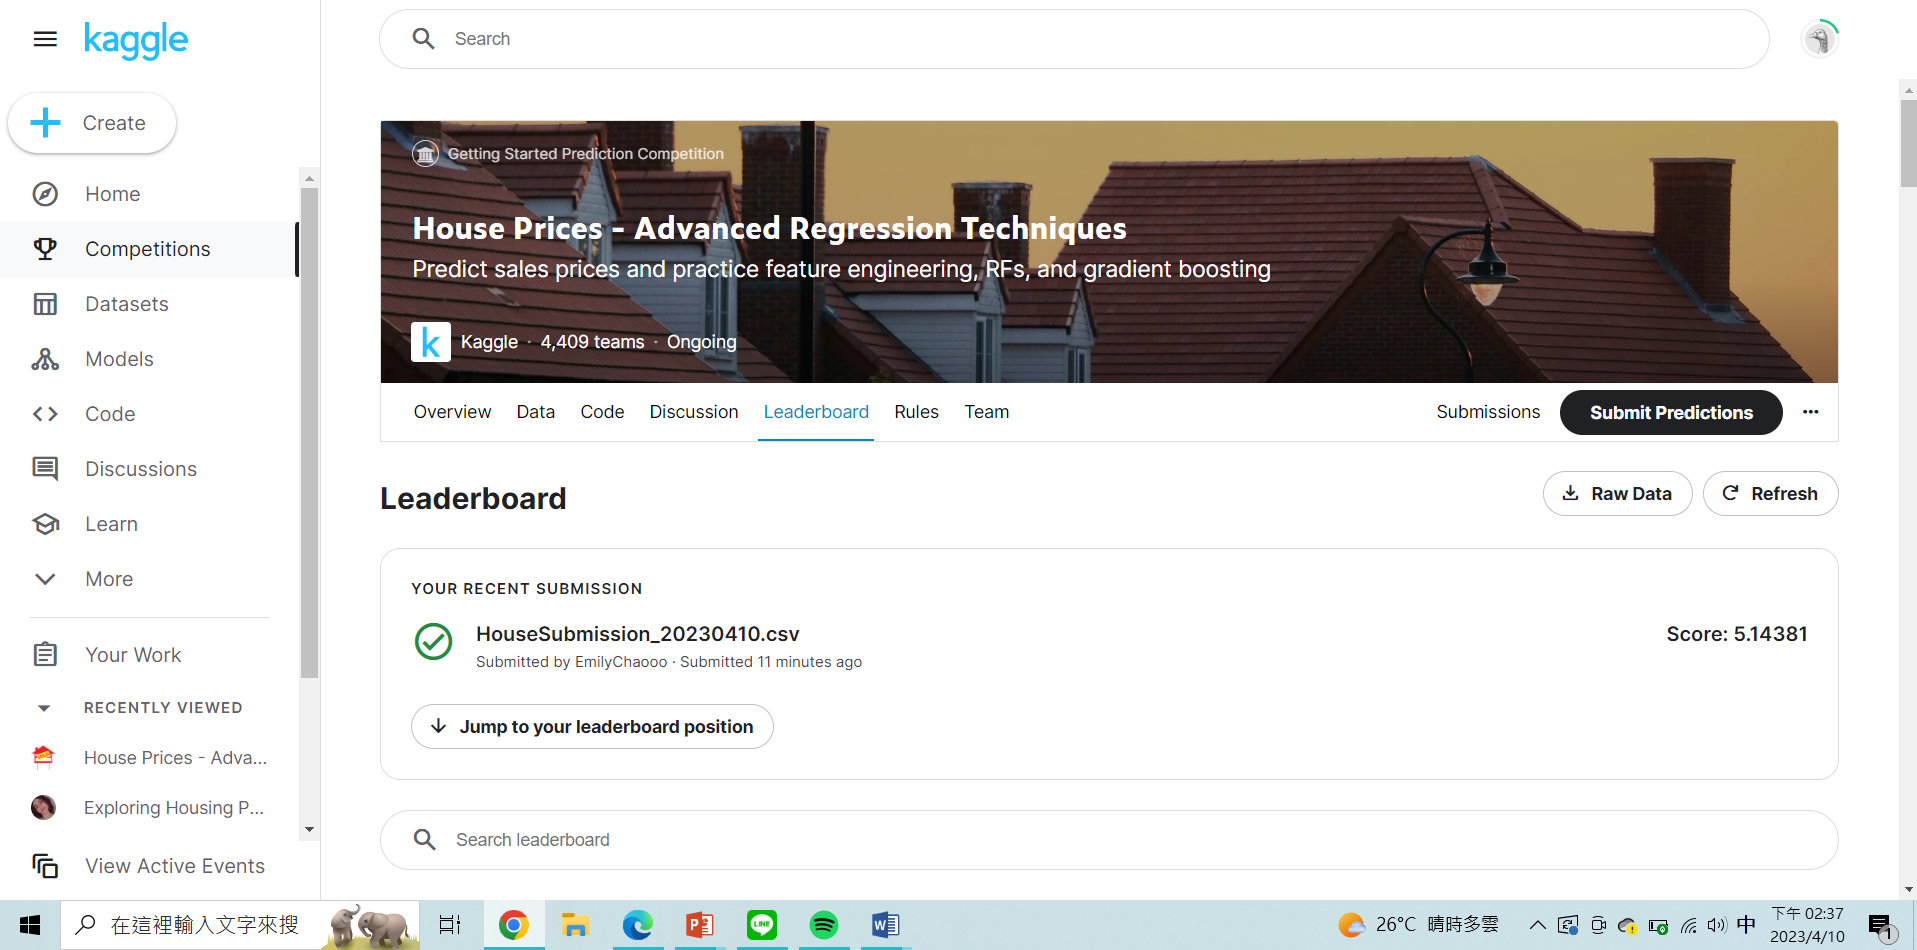 kaggle
Search
Create
Home
Competitions
Datasets
Models
Code
Discussions
Learn
More
Your Work
RECENTLY VIEWED
House Prices - Adva...
Exploring Housing P...
View Active Events
Getting Started Prediction Competition
House Prices - Advanced Regression Techniques
Predict sales prices and practice feature engineering, RFs, and gradient boosting
k Kaggle · 4,409 teams · Ongoing
Overview Data Code Discussion Leaderboard Rules Team Submissions Submit Predictions
Leaderboard
Raw Data Refresh
YOUR RECENT SUBMISSION
HouseSubmission_20230410.csv
Score: 5.14381
Submitted by EmilyChaooo · Submitted 11 minutes ago
Jump to your leaderboard position
Search leaderboard
在這裡輸入文字來搜
LINE
26°C 晴時多雲
中
下午 02:37
2023/4/10
1